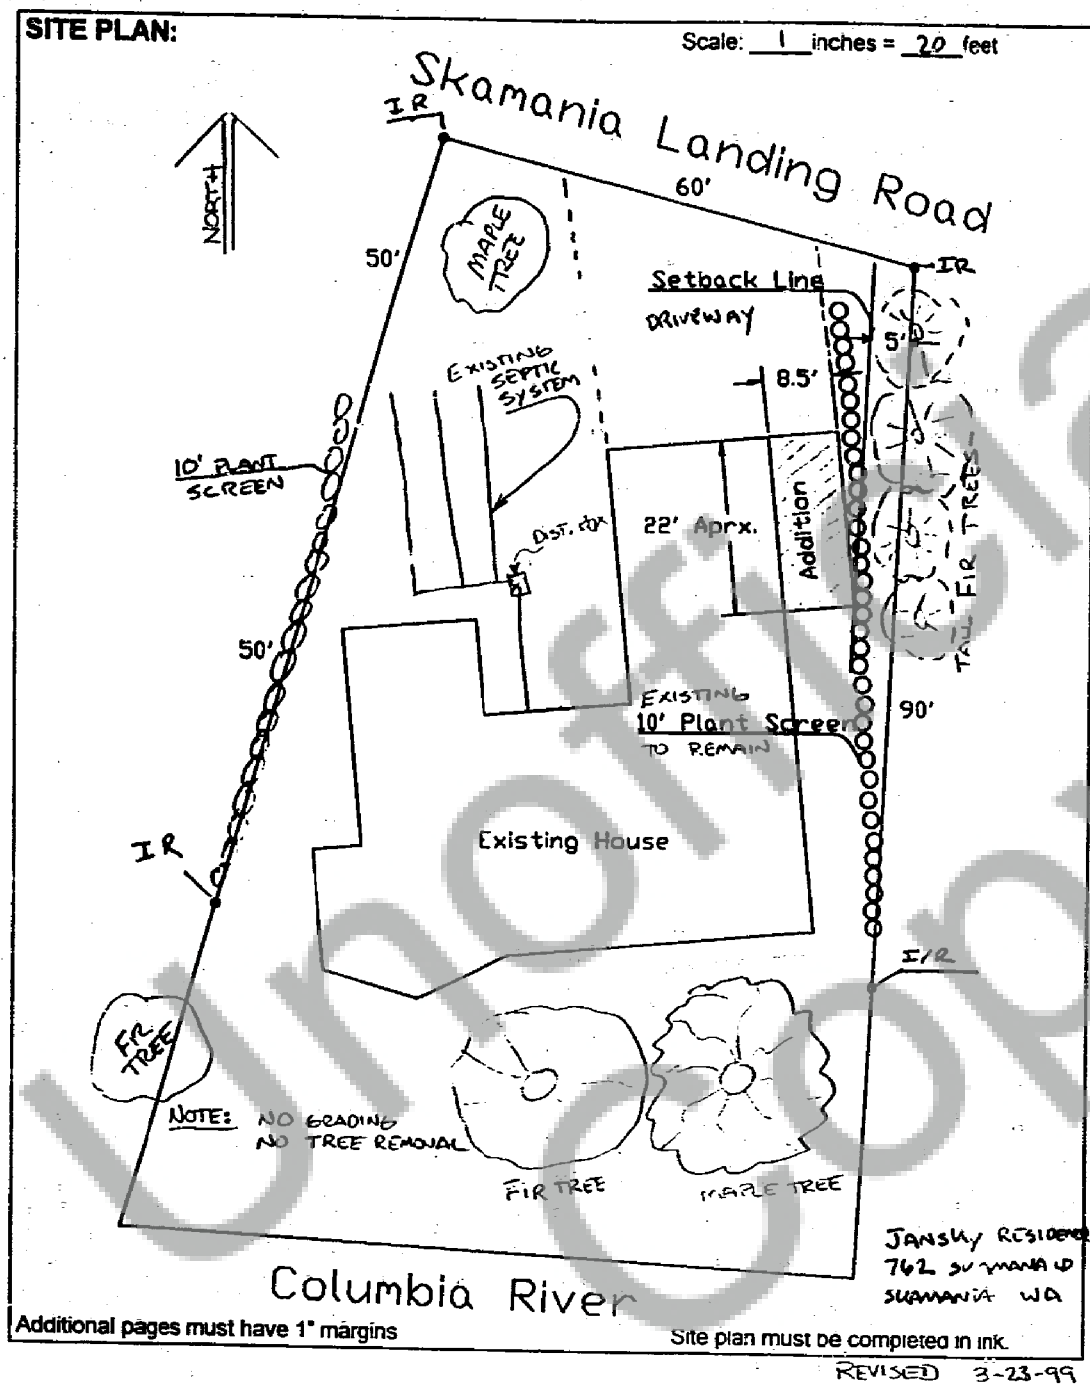 SITE PLAN:
Scale: 1 inches = 20 feet
Skamania Landing Road
IR
NORTH
60'
50'
MAPLE
TREE
IR
Setback Line
DRIVEWAY
5'
EXISTING
SEPTIC
SYSTEM
8.5'
10' PLANT
SCREEN
TALL FIR TREES
22' Aprx.
Addition
DIST. BOX
50'
EXISTING
10' Plant Screen
TO REMAIN
90'
IR
Existing House
I/R
FIR
TREE
NOTE: NO GRADING
NO TREE REMOVAL
FIR TREE
MAPLE TREE
JANSKY
762
SKAMANIA WA
Columbia River
Additional pages must have 1" margins
Site plan must be completed in ink.
REVISED 3-23-99
Unofficial
Copy